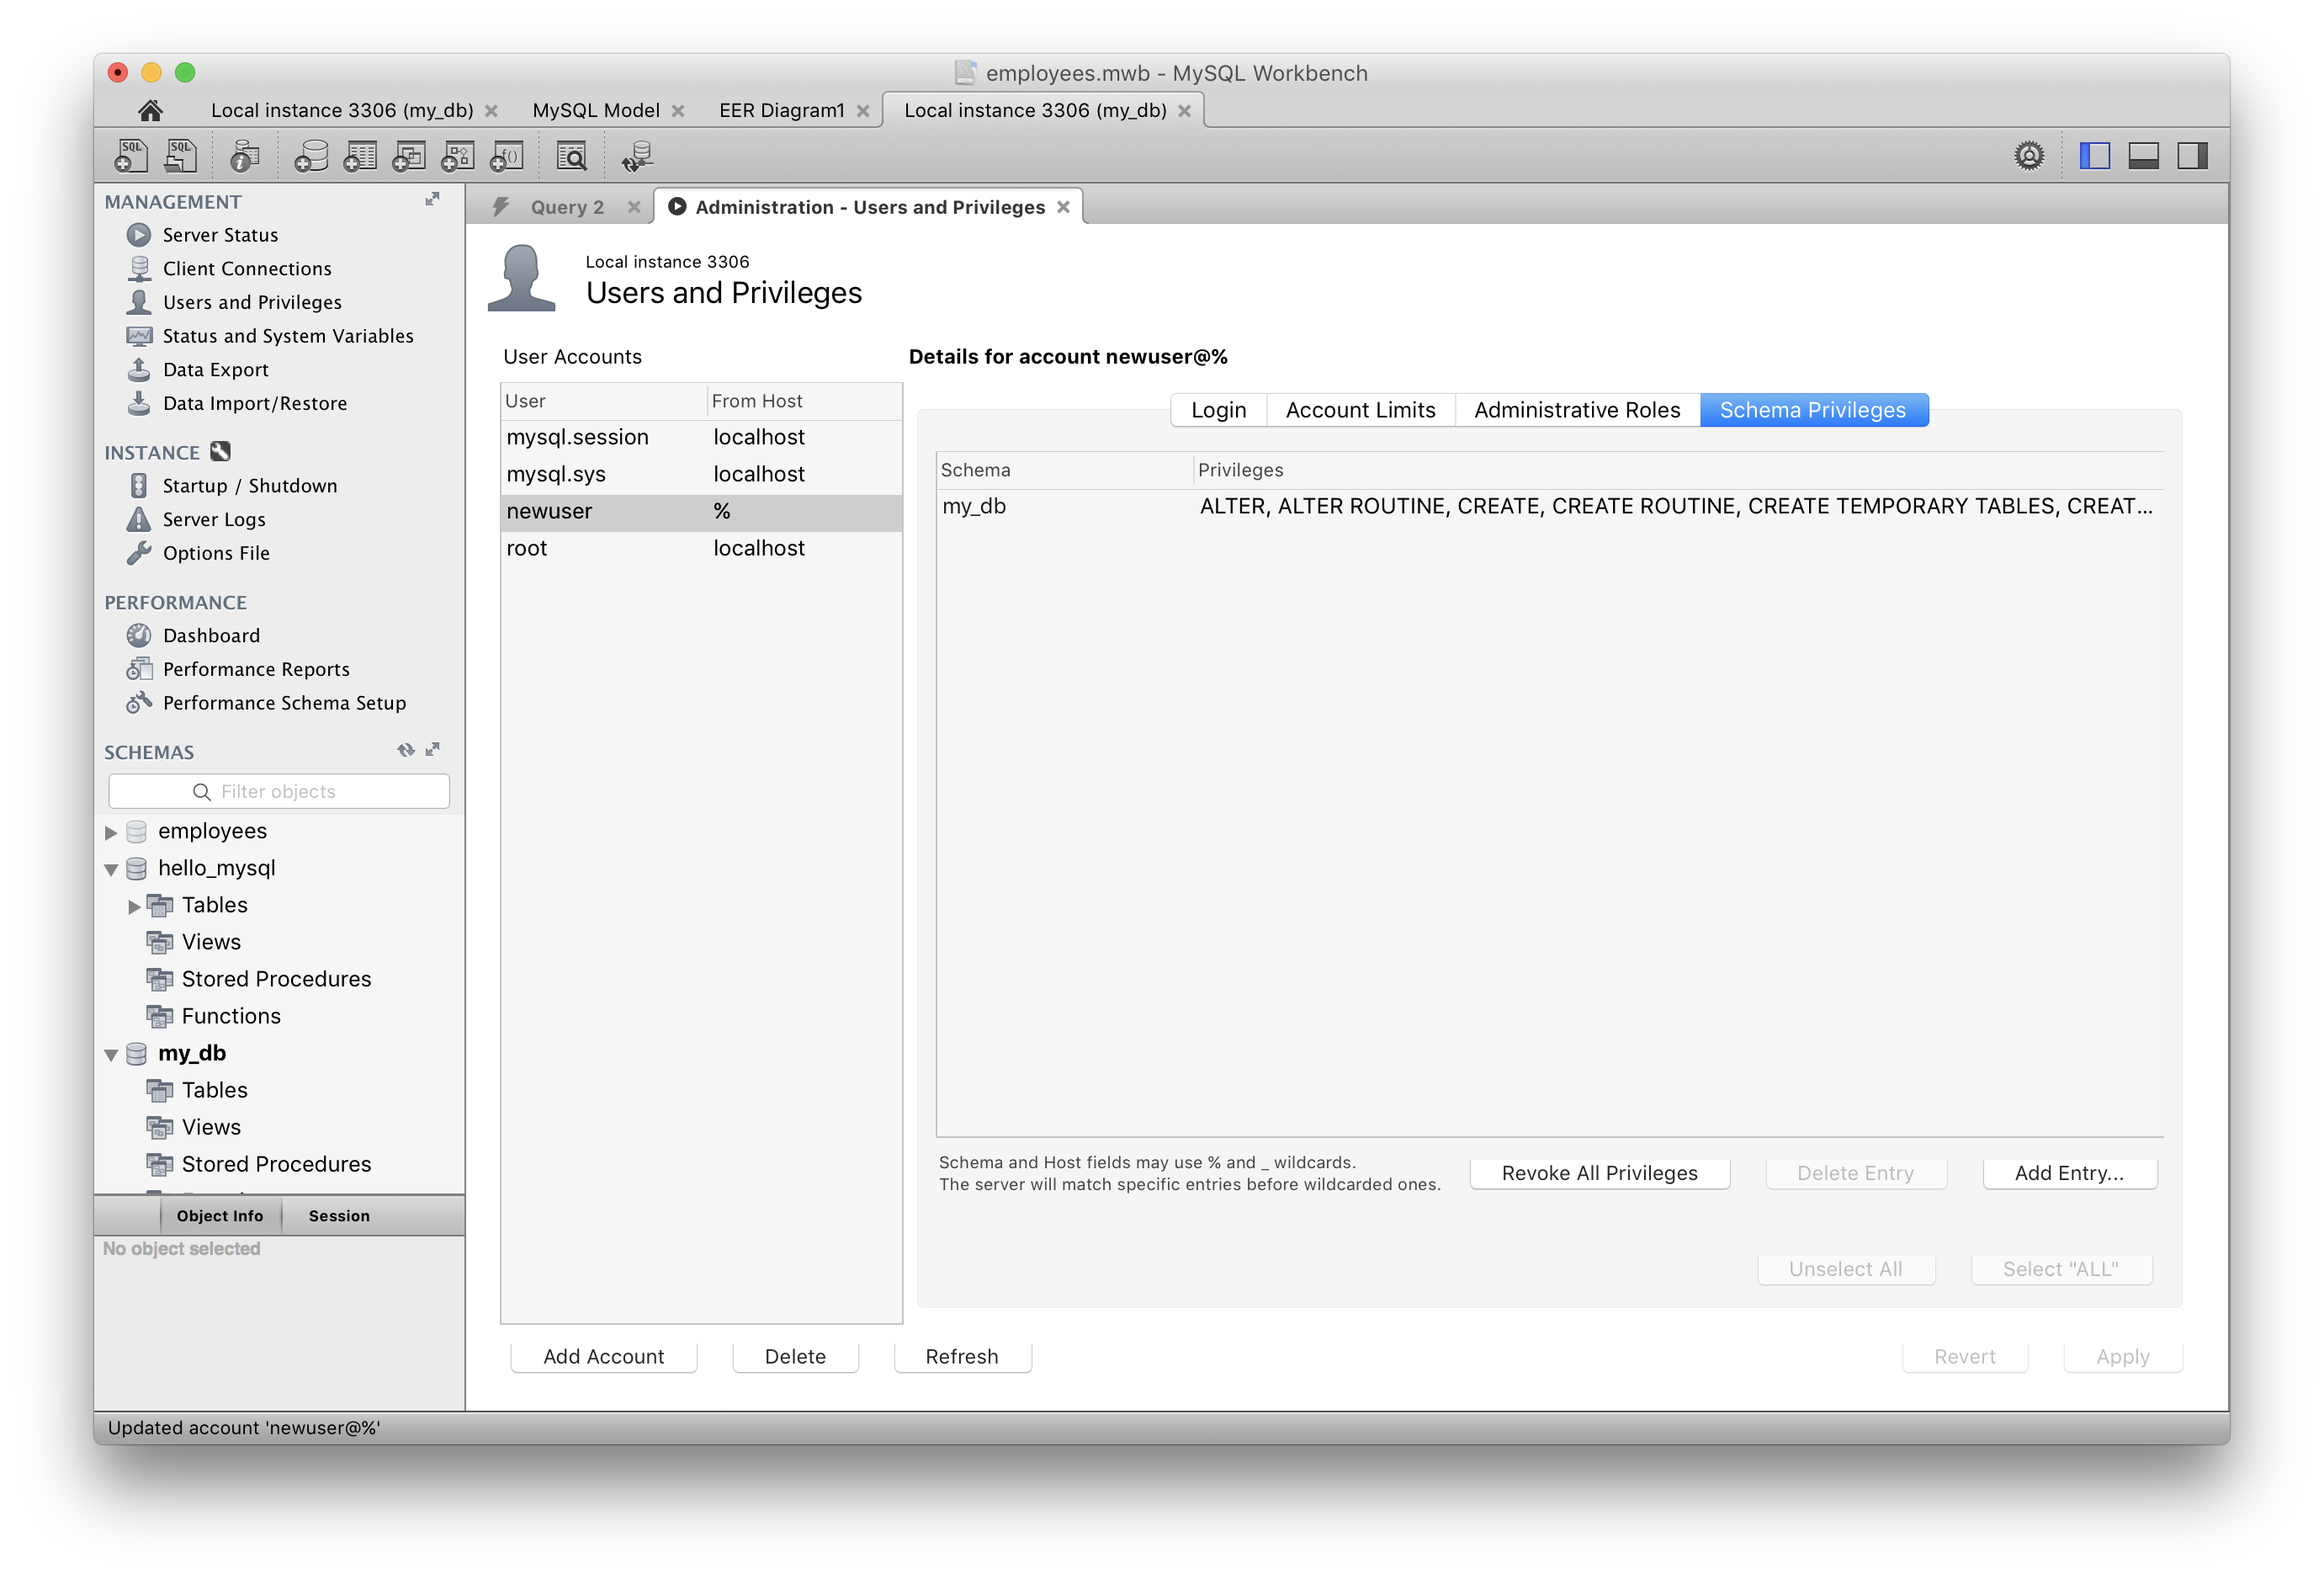 employees.mwb - MySQL Workbench
Local instance 3306 (my_db) MySQL Model EER Diagram1 Local instance 3306 (my_db)
SQL SQL f()
MANAGEMENT
Server Status
Client Connections
Users and Privileges
Status and System Variables
Data Export
Data Import/Restore
INSTANCE
Startup / Shutdown
Server Logs
Options File
PERFORMANCE
Dashboard
Performance Reports
Performance Schema Setup
SCHEMAS
Filter objects
employees
hello_mysql
Tables
Views
Stored Procedures
Functions
my_db
Tables
Views
Stored Procedures
Object Info Session
No object selected
Query 2 Administration - Users and Privileges
Local instance 3306
Users and Privileges
User Accounts
User From Host
mysql.session localhost
mysql.sys localhost
newuser %
root localhost
Details for account newuser@%
Login Account Limits Administrative Roles Schema Privileges
Schema Privileges
my_db ALTER, ALTER ROUTINE, CREATE, CREATE ROUTINE, CREATE TEMPORARY TABLES, CREAT...
Schema and Host fields may use % and _ wildcards.
The server will match specific entries before wildcarded ones.
Revoke All Privileges Delete Entry Add Entry...
Unselect All Select "ALL"
Add Account Delete Refresh Revert Apply
Updated account 'newuser@%'